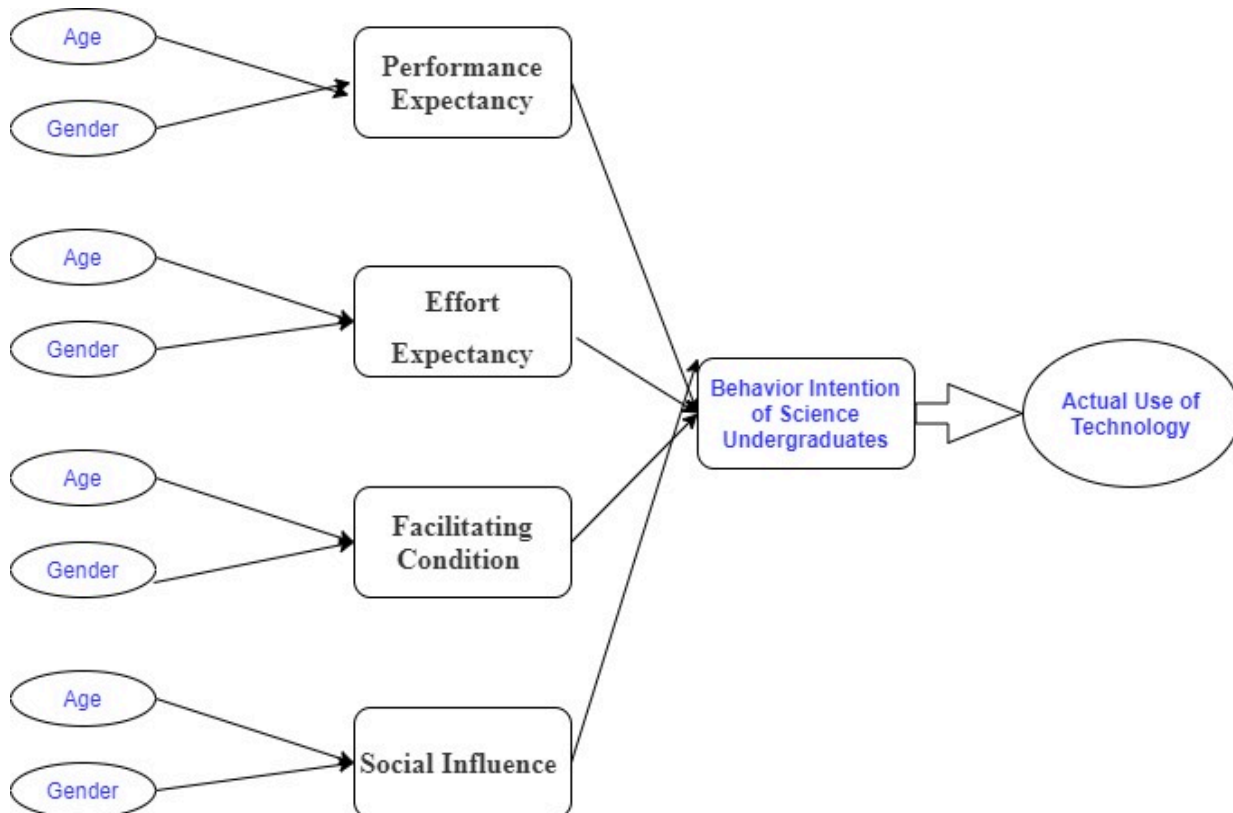 Age
Gender
Performance
Expectancy
Age
Gender
Effort
Expectancy
Age
Gender
Facilitating
Condition
Age
Gender
Social Influence
Behavior Intention
of Science
Undergraduates
Actual Use of
Technology